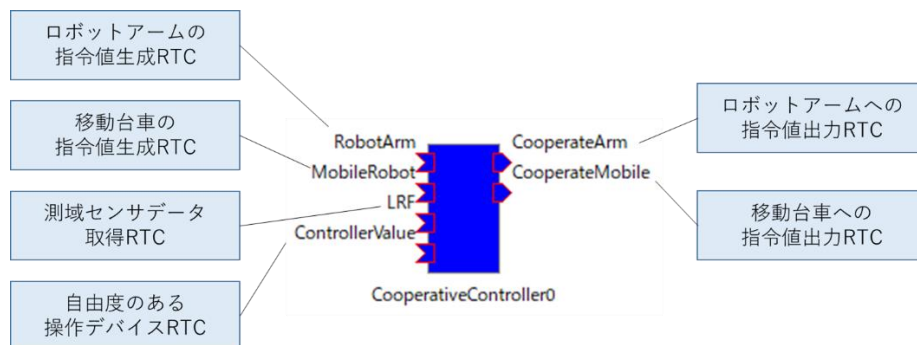 ロボットアームの
指令値生成RTC
移動台車の
指令値生成RTC
測域センサデータ
取得RTC
自由度のある
操作デバイスRTC
RobotArm
MobileRobot
LRF
ControllerValue
CooperateArm
CooperateMobile
CooperativeController0
ロボットアームへの
指令値出力RTC
移動台車への
指令値出力RTC